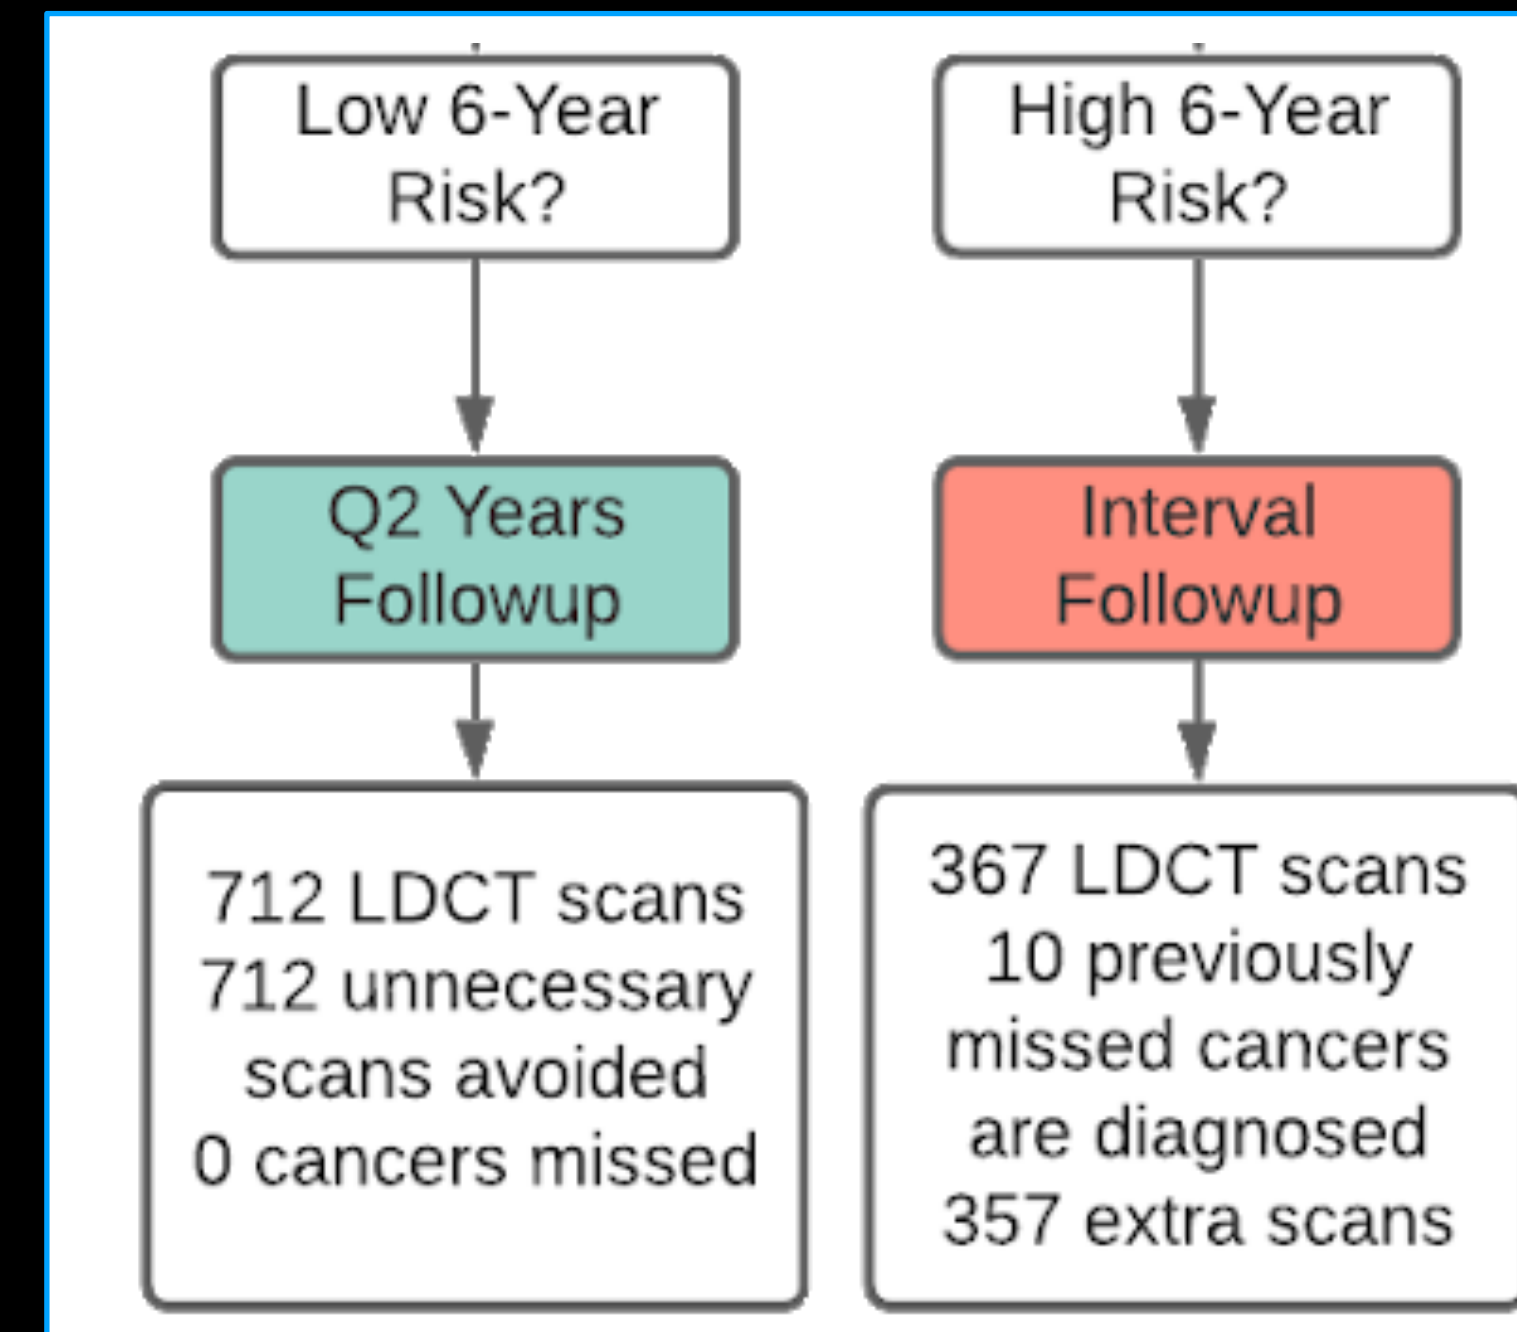 Low 6-Year
Risk?
High 6-Year
Risk?
Q2 Years
Followup
Interval
Followup
712 LDCT scans
712 unnecessary
scans avoided
0 cancers missed
367 LDCT scans
10 previously
missed cancers
are diagnosed
357 extra scans